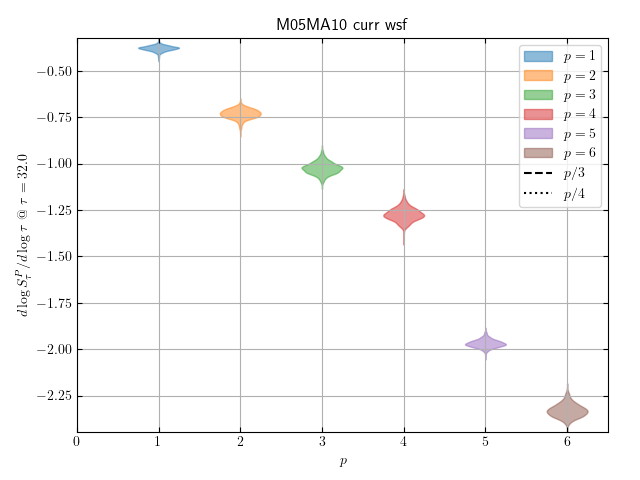 M05MA10 curr wsf
d log S_τ^P / d log τ @ τ = 32.0
−0.50
−0.75
−1.00
−1.25
−1.50
−1.75
−2.00
−2.25
p = 1
p = 2
p = 3
p = 4
p = 5
p = 6
p/3
p/4
0 1 2 3 4 5 6
p